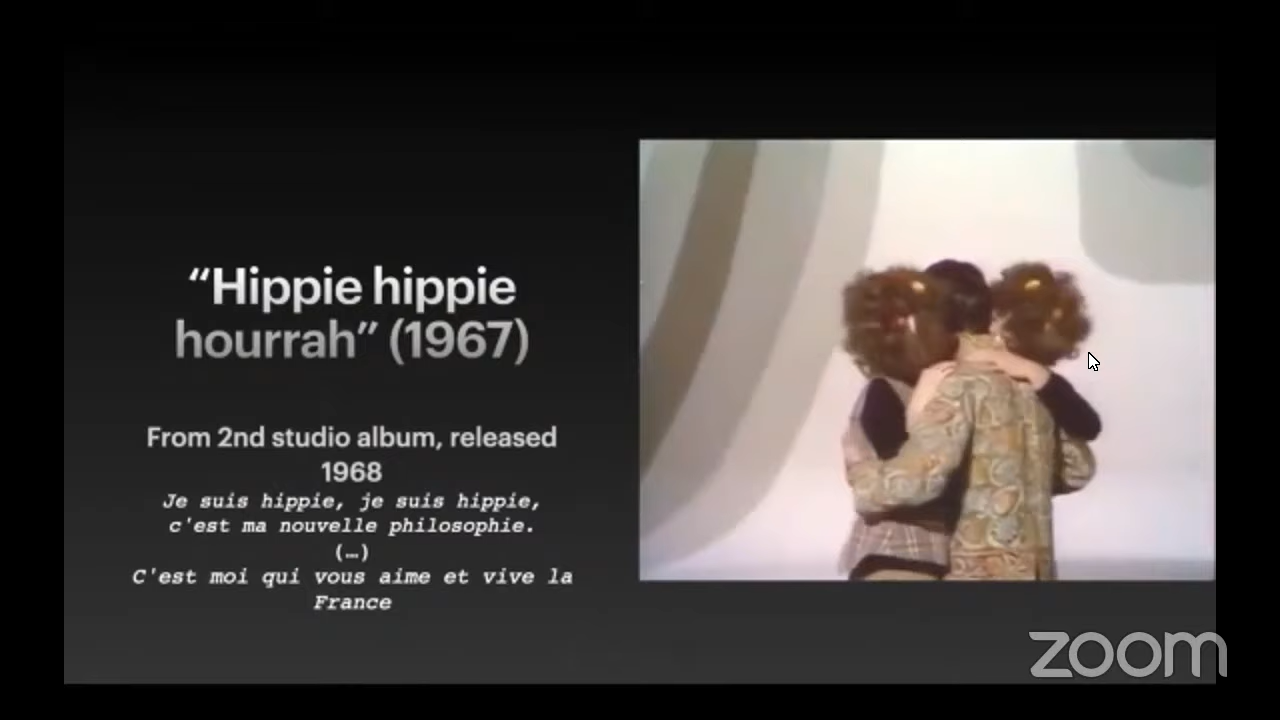 “Hippie hippie
hourrah” (1967)
From 2nd studio album, released
1968
Je suis hippie, je suis hippie,
c'est ma nouvelle philosophie.
(…)
C'est moi qui vous aime et vive la
France
zoom